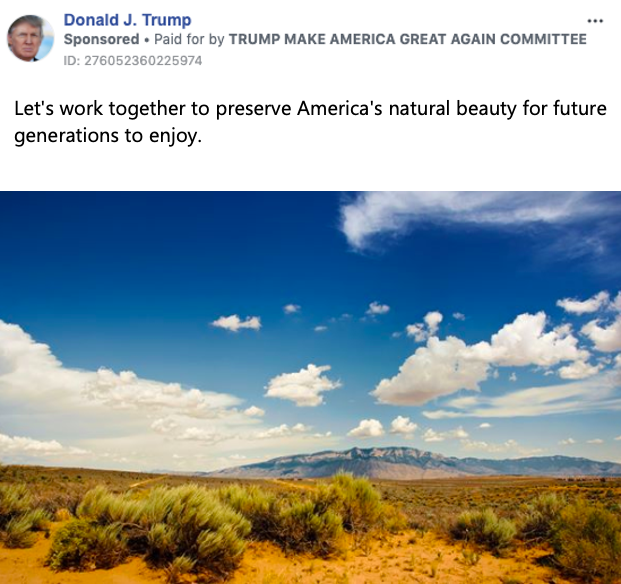 Donald J. Trump
Sponsored • Paid for by TRUMP MAKE AMERICA GREAT AGAIN COMMITTEE
ID: 276052360225974
Let's work together to preserve America's natural beauty for future
generations to enjoy.